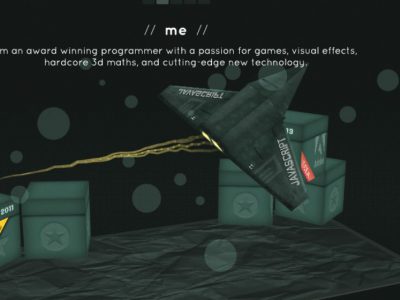 // me //
m an award winning programmer with a passion for games, visual effects,
hardcore 3d maths, and cutting-edge new technology.
JAVASCRIPT
JAVASCRIPT
2011